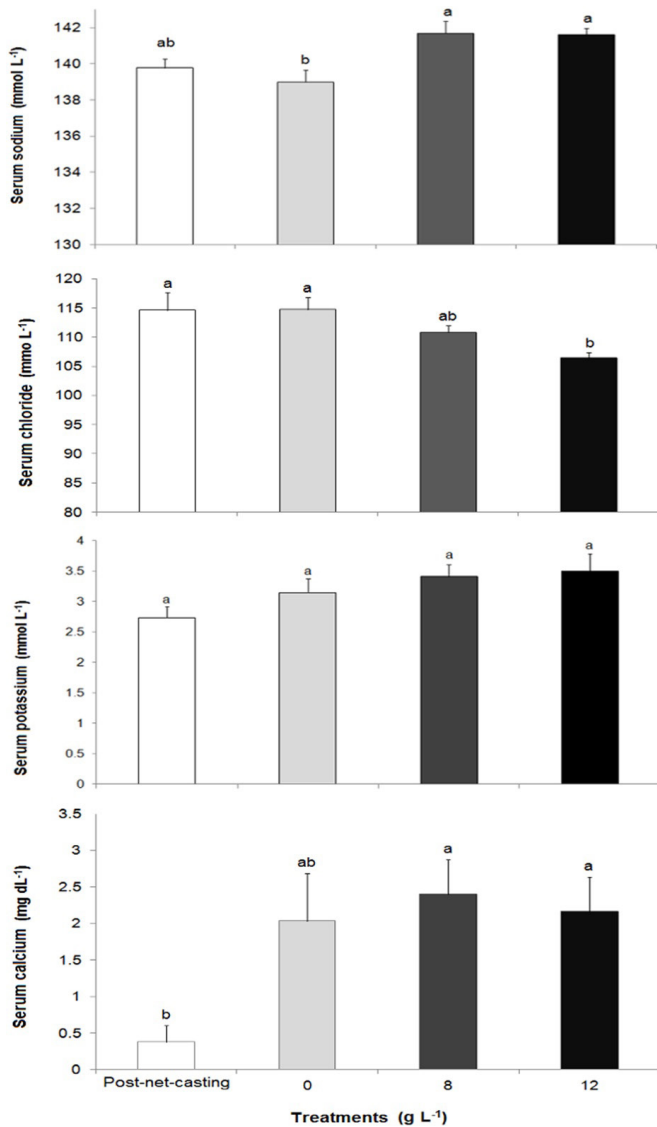 Serum sodium (mmol L-1)
142
140
138
136
134
132
130
ab
b
a
a
Serum chloride (mmo L-1)
120
115
110
105
100
95
90
85
80
a
a
ab
b
Serum potassium (mmol L-1)
4
3.5
3
2.5
2
1.5
1
0.5
0
a
a
a
a
Serum calcium (mg dL-1)
3.5
3
2.5
2
1.5
1
0.5
0
b
ab
a
a
Post-net-casting 0 8 12
Treatments (g L-1)